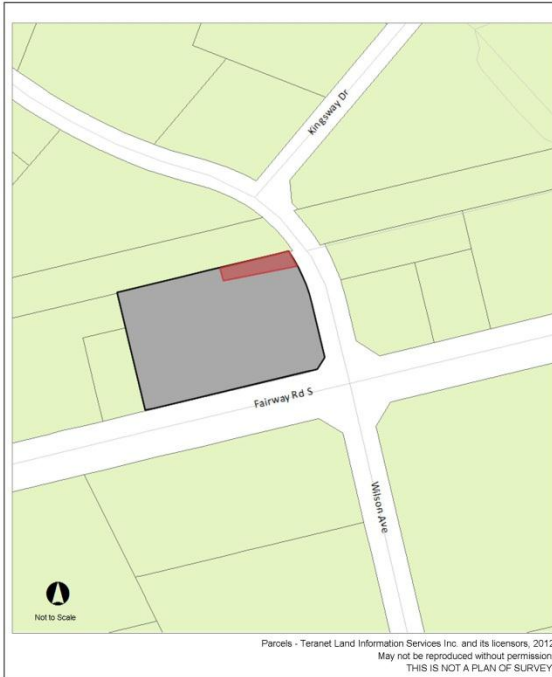 Kingsway Dr
Fairway Rd S
Wilson Ave
Not to Scale
Parcels - Teranet Land Information Services Inc. and its licensors, 2012
May not be reproduced without permission
THIS IS NOT A PLAN OF SURVEY